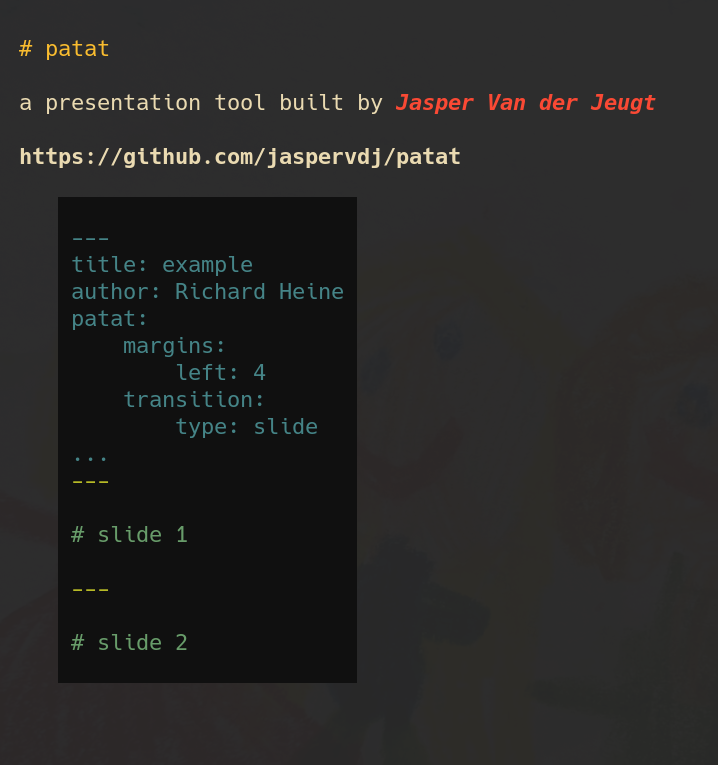 # patat
a presentation tool built by Jasper Van der Jeugt
https://github.com/jaspervdj/patat
---
title: example
author: Richard Heine
patat:
    margins:
        left: 4
    transition:
        type: slide
...
---
# slide 1
---
# slide 2